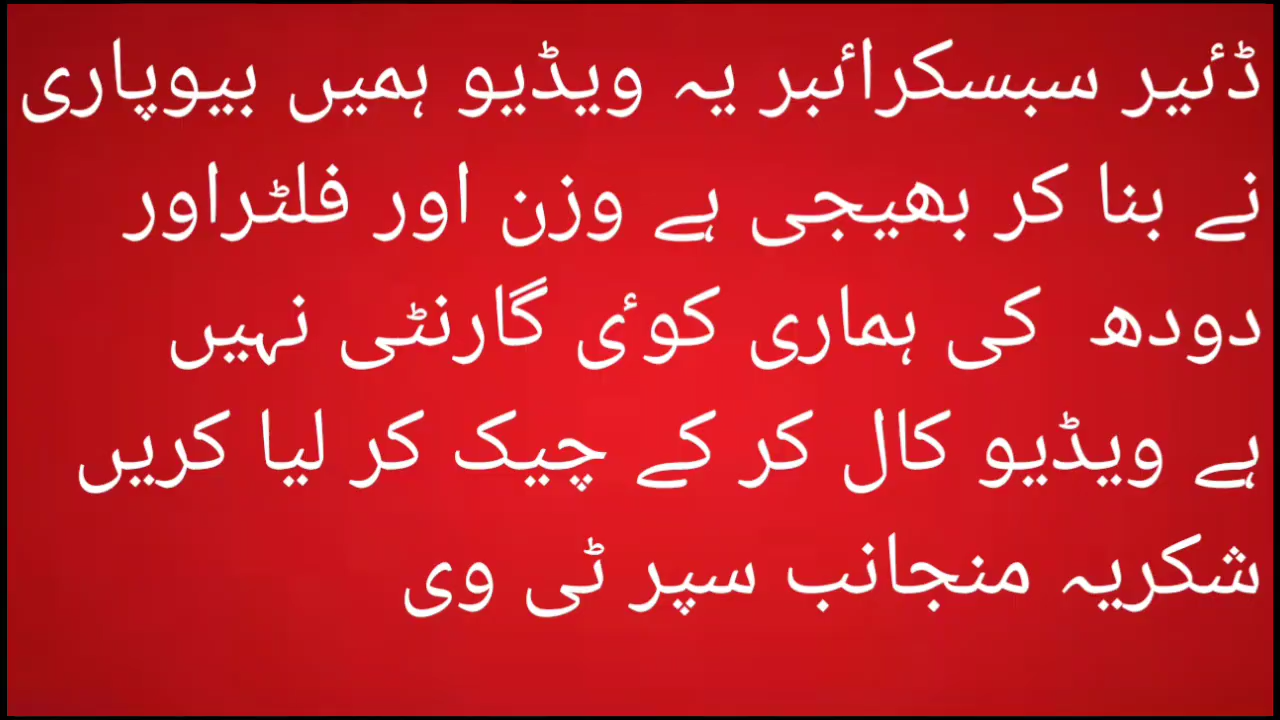 ڈئیر سبسکرائبر یہ ویڈیو ہمیں بیوپاری
نے بنا کر بھیجی ہے وزن اور فلٹراور
دودھ کی ہماری کوئی گارنٹی نہیں
ہے ویڈیو کال کر کے چیک کر لیا کریں
شکریہ منجانب سپر ٹی وی